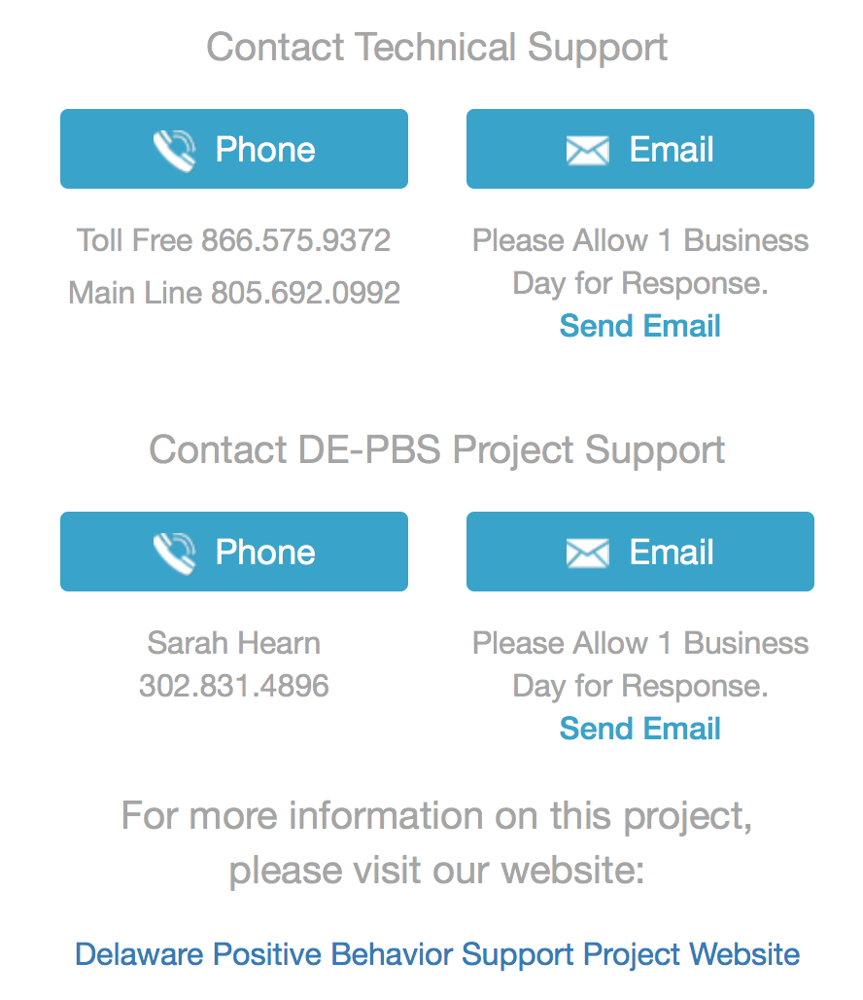 Contact Technical Support
Phone
Toll Free 866.575.9372
Main Line 805.692.0992
Email
Please Allow 1 Business
Day for Response.
Send Email
Contact DE-PBS Project Support
Phone
Sarah Hearn
302.831.4896
Email
Please Allow 1 Business
Day for Response.
Send Email
For more information on this project,
please visit our website:
Delaware Positive Behavior Support Project Website